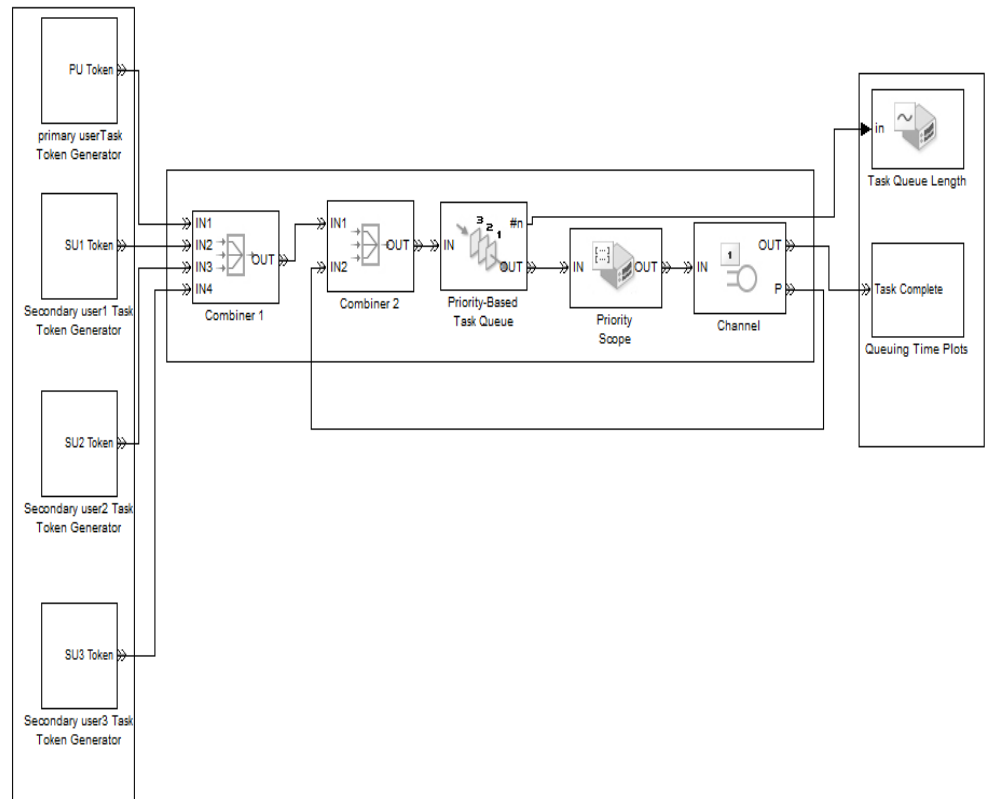 PU Token
primary userTask
Token Generator
SU1 Token
Secondary user1 Task
Token Generator
SU2 Token
Secondary user2 Task
Token Generator
SU3 Token
Secondary user3 Task
Token Generator
IN1
IN2
IN3
IN4
OUT
Combiner 1
IN1
IN2
OUT
Combiner 2
3
2
1
#n
IN
OUT
Priority-Based
Task Queue
[...]
IN
OUT
Priority
Scope
1
OUT
IN
P
Channel
in
Task Queue Length
Task Complete
Queuing Time Plots